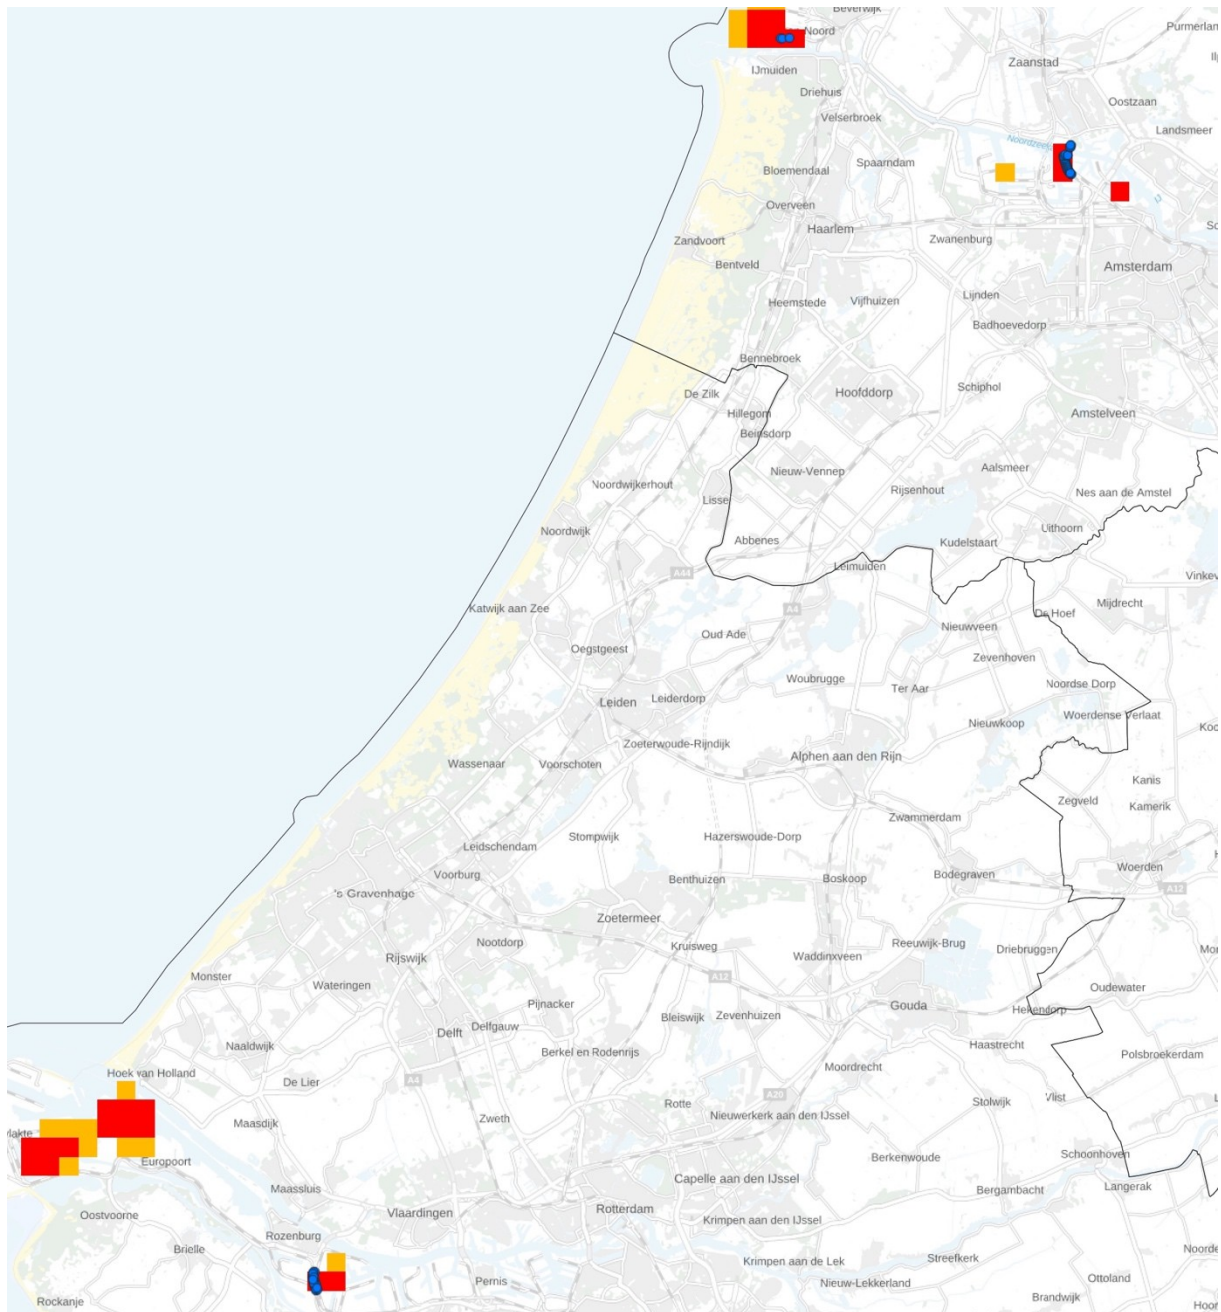 Beverwijk
Noord
Purmerlan
IJmuiden
Zaanstad
Driehuis
Oostzaan
Velserbroek
Landsmeer
Noordzee
Spaarndam
Bloemendaal
IJ
Overveen
Haarlem
Zandvoort
Zwanenburg
Bentveld
Amsterdam
Heemstede
Vijfhuizen
Lijnden
Badhoevedorp
Bennebroek
De Zilk
Hoofddorp
Schiphol
Hillegom
Amstelveen
Beinsdorp
Nieuw-Vennep
Aalsmeer
Noordwijkerhout
Lisse
Rijsenhout
Nes aan de Amstel
Noordwijk
Abbenes
Kudelstaart
Uithoorn
A44
Leimuiden
Vinkev
Katwijk aan Zee
A4
De Hoef
Mijdrecht
Oud Ade
Nieuwveen
Oegstgeest
Zevenhoven
Woubrugge
Ter Aar
Noordse Dorp
Leiden
Leiderdorp
Nieuwkoop
Woerdense Verlaat
Koc
Zoeterwoude-Rijndijk
Wassenaar
Voorschoten
Alphen aan den Rijn
Kanis
Zegveld
Kamerik
Zwammerdam
Stompwijk
Hazerswoude-Dorp
Leidschendam
Woerden
Voorburg
Benthuizen
Boskoop
Bodegraven
A12
's Gravenhage
Zoetermeer
Nootdorp
Kruisweg
Reeuwijk-Brug
Driebruggen
Rijswijk
Waddinxveen
Monster
A12
Wateringen
Oudewater
Pijnacker
Gouda
Hekendorp
Bleiswijk
Zevenhuizen
Delft
Delfgauw
Naaldwijk
Haastrecht
Berkel en Rodenrijs
Polsbroekerdam
Hoek van Holland
Moordrecht
De Lier
A4
A20
Vlist
Stolwijk
Rotte
Nieuwerkerk aan den IJssel
Maasdijk
Zweth
vlakte
Europoort
Berkenwoude
Schoonhoven
Capelle aan den IJssel
Maassluis
Bergambacht
Langerak
Oostvoorne
Vlaardingen
Rotterdam
Krimpen aan den IJssel
Rozenburg
Brielle
Krimpen aan de Lek
Streefkerk
Noorde
Pernis
Nieuw-Lekkerland
Ottoland
Rockanje
Brandwijk